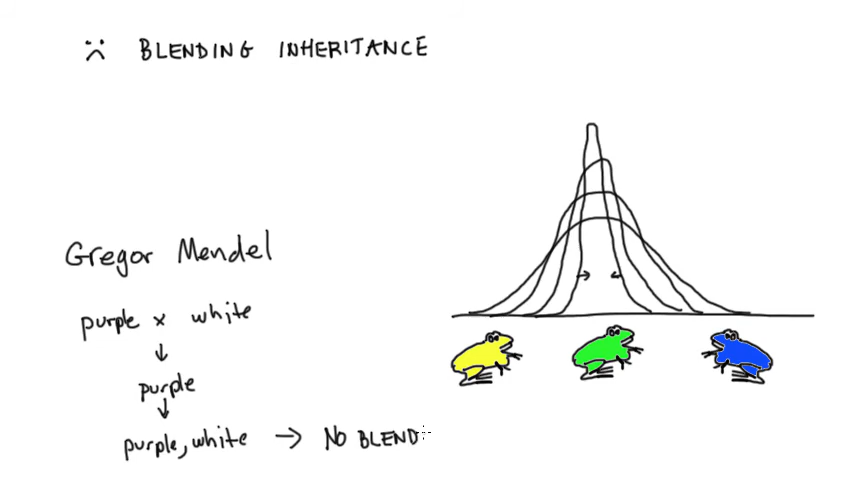 BLENDING INHERITANCE
Gregor Mendel
purple x white
purple
purple, white → NO BLEND